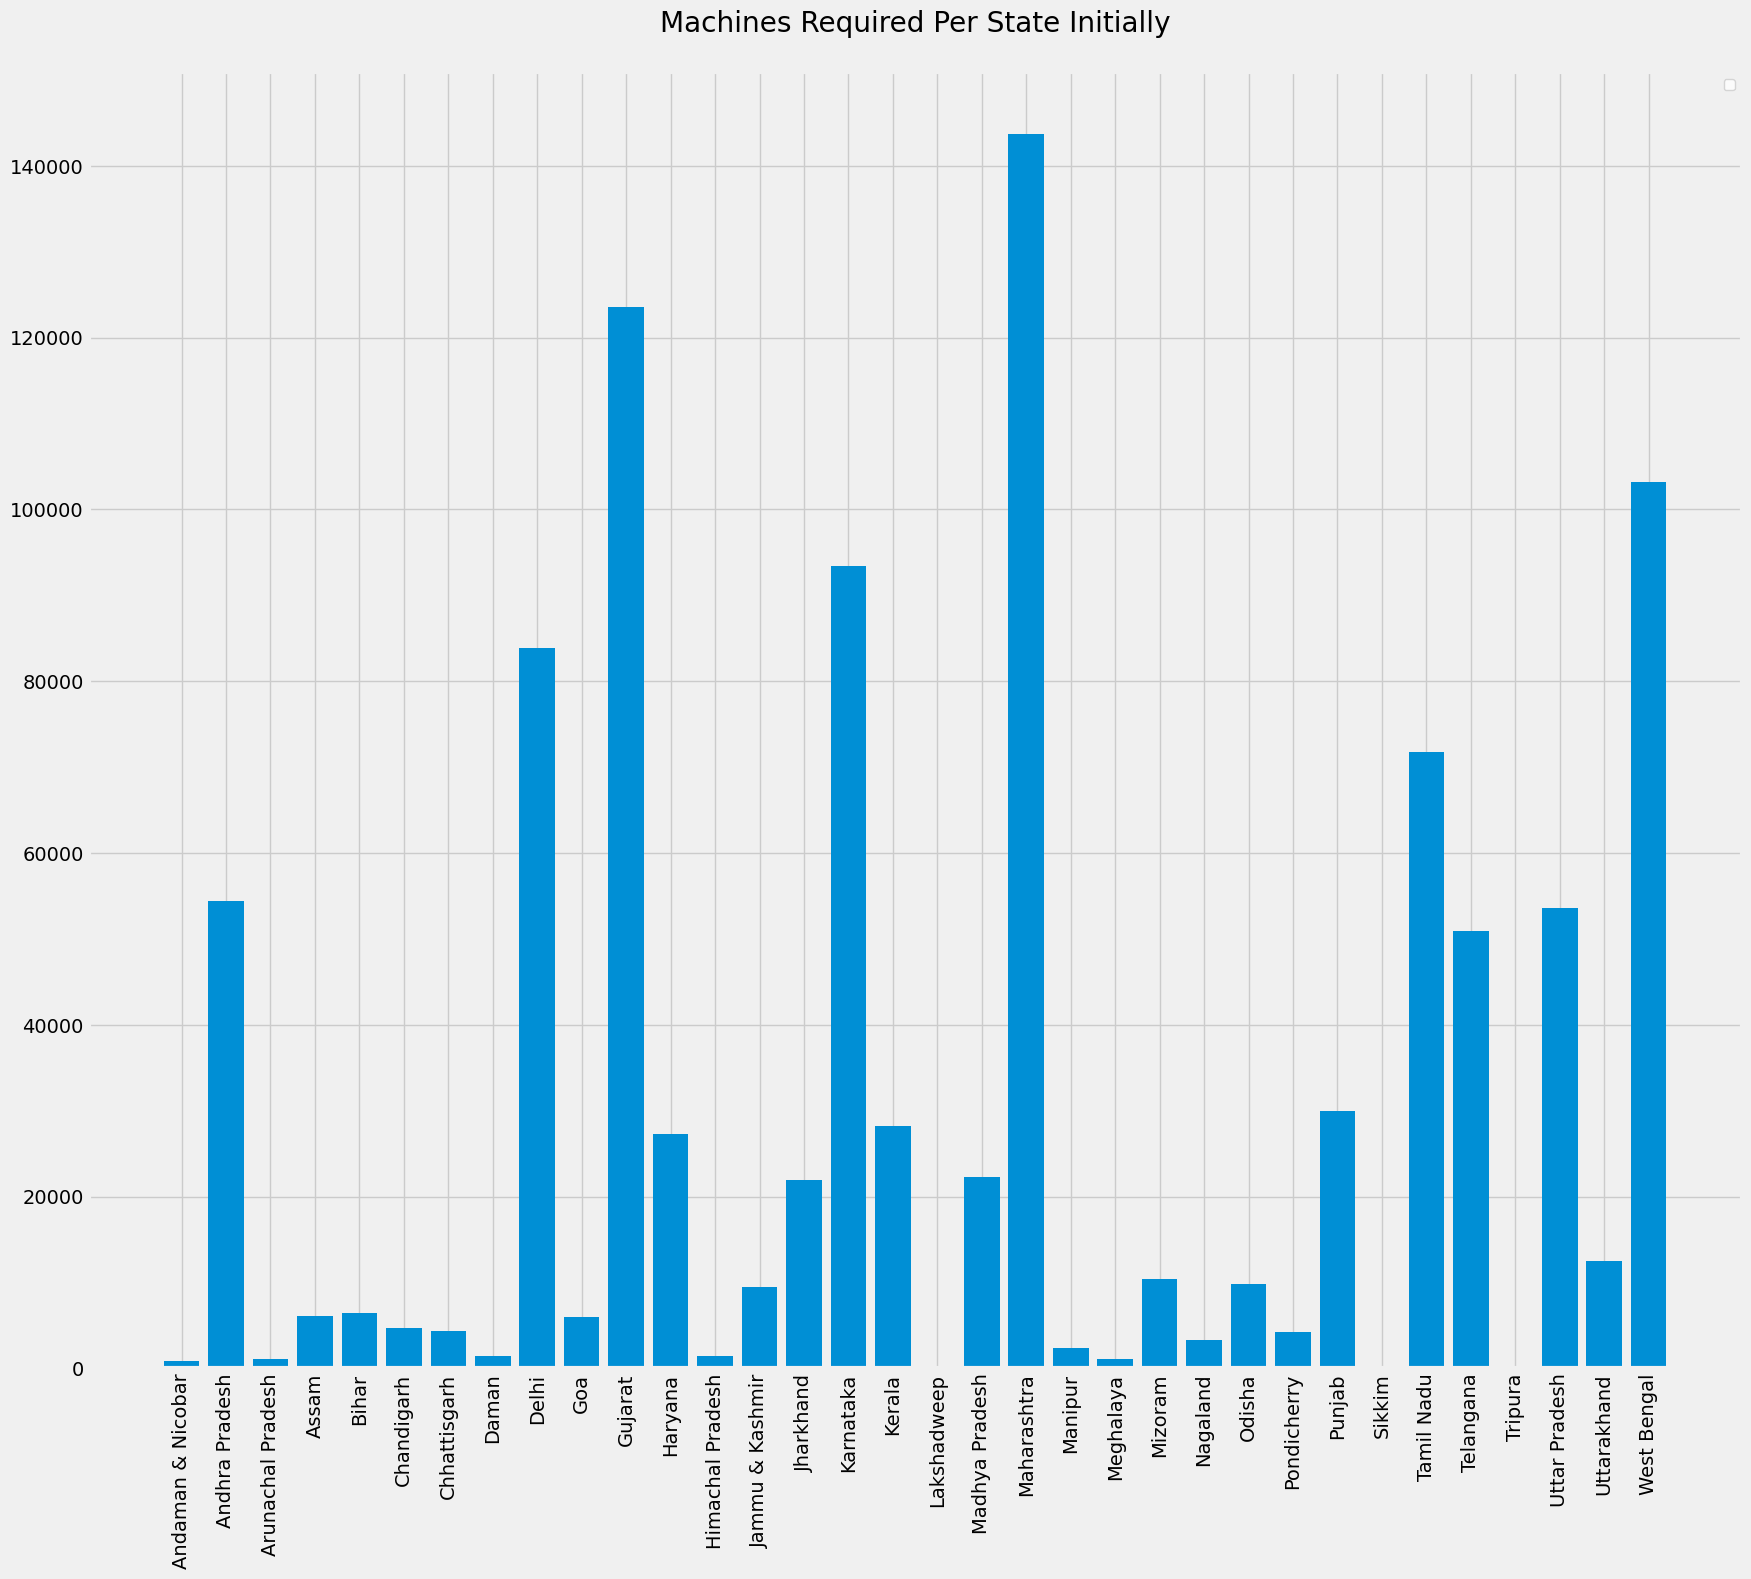 Machines Required Per State Initially
140000
120000
100000
80000
60000
40000
20000
0
Andaman & Nicobar
Andhra Pradesh
Arunachal Pradesh
Assam
Bihar
Chandigarh
Chhattisgarh
Daman
Delhi
Goa
Gujarat
Haryana
Himachal Pradesh
Jammu & Kashmir
Jharkhand
Karnataka
Kerala
Lakshadweep
Madhya Pradesh
Maharashtra
Manipur
Meghalaya
Mizoram
Nagaland
Odisha
Pondicherry
Punjab
Sikkim
Tamil Nadu
Telangana
Tripura
Uttar Pradesh
Uttarakhand
West Bengal